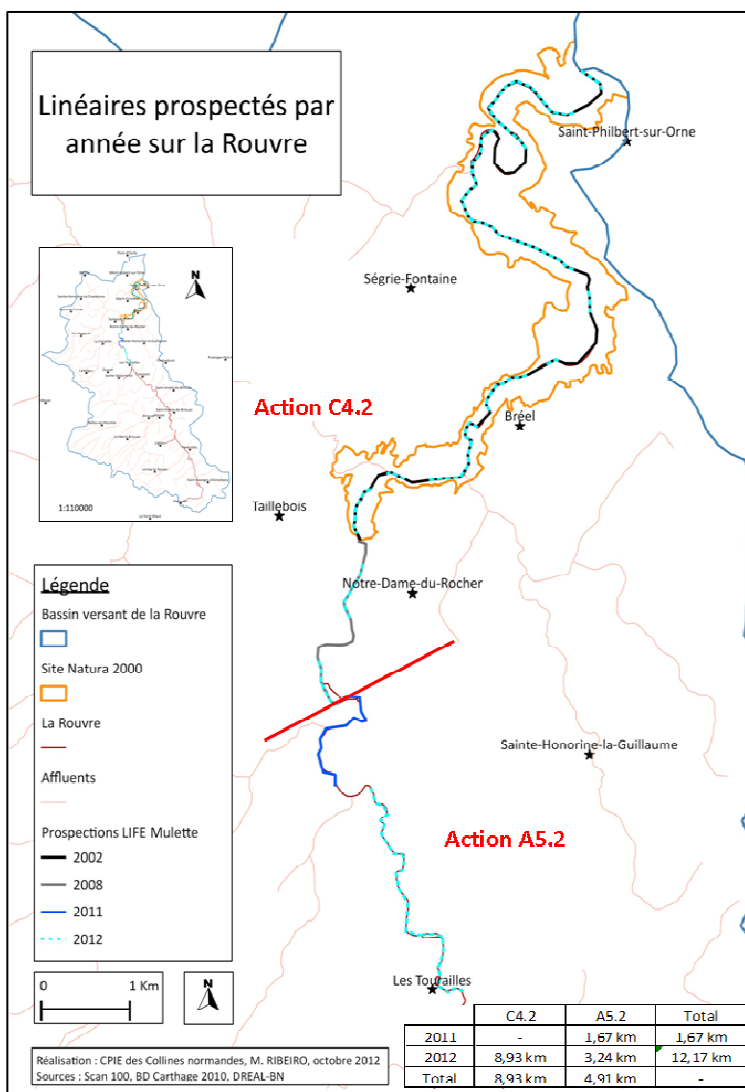 Linéaires prospectés par
année sur la Rouvre
Saint-Philbert-sur-Orne
N
Ségrie-Fontaine
Action C4.2
Bréel
1:110000
Taillebois
Notre-Dame-du-Rocher
Légende
Bassin versant de la Rouvre
Site Natura 2000
La Rouvre
Sainte-Honorine-la-Guillaume
Affluents
Prospections LIFE Mulette
Action A5.2
2002
2008
2011
2012
Les Tourailles
0 1 Km
N
C4.2 A5.2 Total
2011 - 1,67 km 1,67 km
2012 8,93 km 3,24 km 12,17 km
Total 8,93 km 4,91 km -
Réalisation : CPIE des Collines normandes, M. RIBEIRO, octobre 2012
Sources : Scan 100, BD Carthage 2010, DREAL-BN